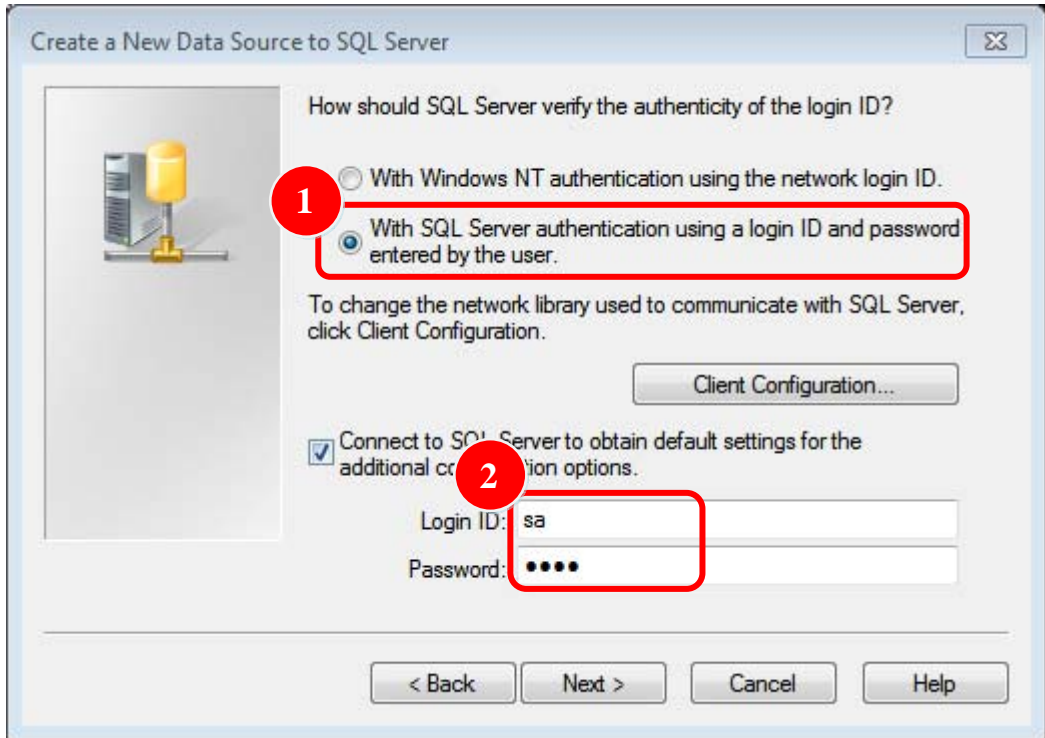 Create a New Data Source to SQL Server
How should SQL Server verify the authenticity of the login ID?
With Windows NT authentication using the network login ID.
1
With SQL Server authentication using a login ID and password
entered by the user.
To change the network library used to communicate with SQL Server,
click Client Configuration.
Client Configuration...
Connect to SQL Server to obtain default settings for the
additional co tion options.
2
Login ID: sa
Password: ●●●●
< Back Next > Cancel Help